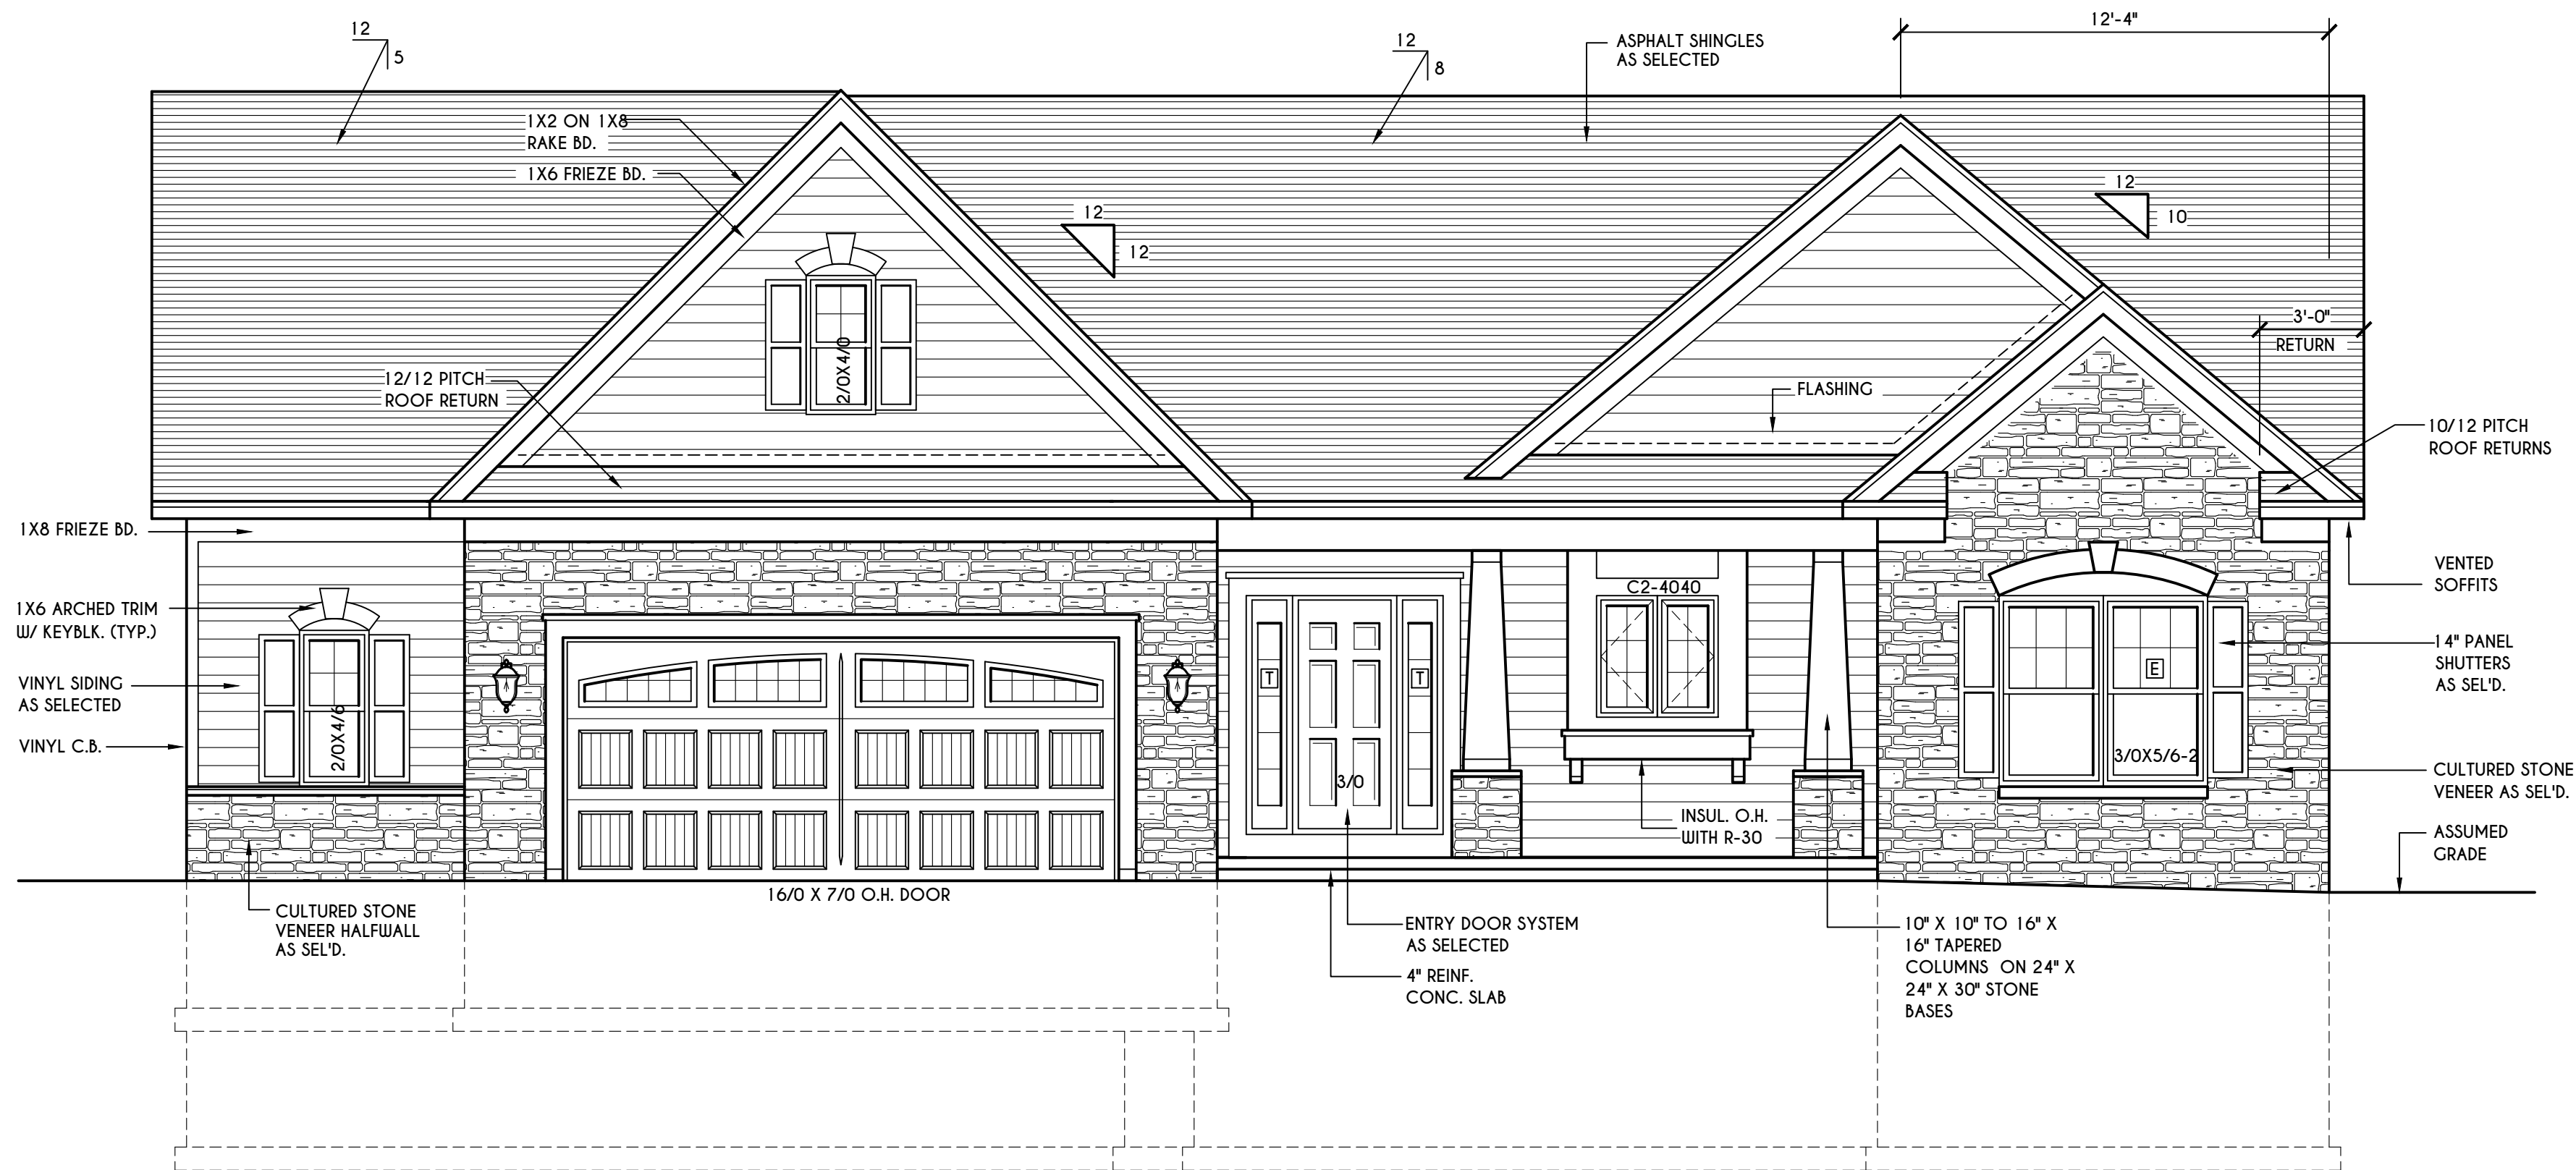 12
5
12
8
ASPHALT SHINGLES
AS SELECTED
12'-4"
1X2 ON 1X8
RAKE BD.
1X6 FRIEZE BD.
12
12
12
10
3'-0"
RETURN
2/0X4/0
12/12 PITCH
ROOF RETURN
FLASHING
10/12 PITCH
ROOF RETURNS
1X8 FRIEZE BD.
VENTED
SOFFITS
1X6 ARCHED TRIM
W/ KEYBLK. (TYP.)
C2-4040
14" PANEL
SHUTTERS
AS SEL'D.
T
T
E
VINYL SIDING
AS SELECTED
2/0X4/6
VINYL C.B.
3/0
3/0X5/6-2
CULTURED STONE
VENEER AS SEL'D.
INSUL. O.H.
WITH R-30
ASSUMED
GRADE
16/0 X 7/0 O.H. DOOR
CULTURED STONE
VENEER HALFWALL
AS SEL'D.
ENTRY DOOR SYSTEM
AS SELECTED
4" REINF.
CONC. SLAB
10" X 10" TO 16" X
16" TAPERED
COLUMNS ON 24" X
24" X 30" STONE
BASES